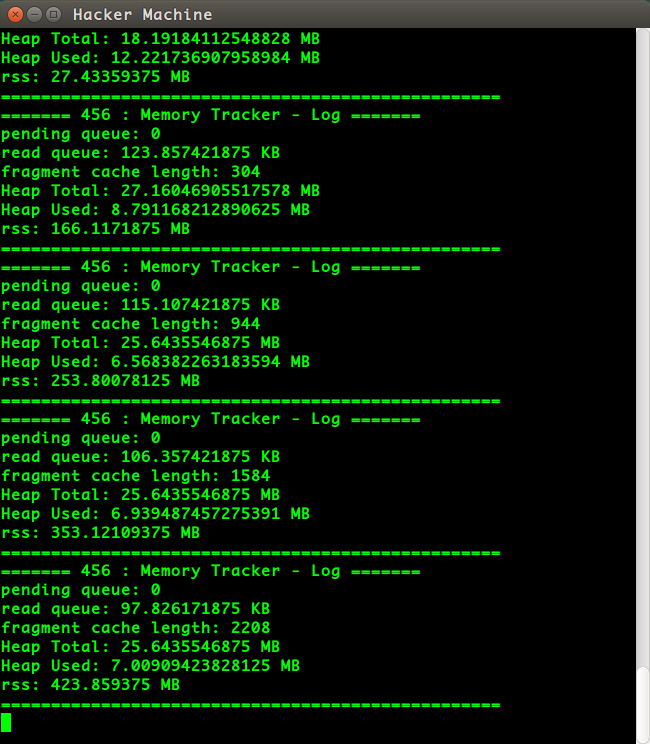 Hacker Machine
Heap Total: 18.19184112548828 MB
Heap Used: 12.221736907958984 MB
rss: 27.43359375 MB
==================================================
======= 456 : Memory Tracker - Log =======
pending queue: 0
read queue: 123.857421875 KB
fragment cache length: 304
Heap Total: 27.16046905517578 MB
Heap Used: 8.791168212890625 MB
rss: 166.1171875 MB
==================================================
======= 456 : Memory Tracker - Log =======
pending queue: 0
read queue: 115.107421875 KB
fragment cache length: 944
Heap Total: 25.6435546875 MB
Heap Used: 6.568382263183594 MB
rss: 253.80078125 MB
==================================================
======= 456 : Memory Tracker - Log =======
pending queue: 0
read queue: 106.357421875 KB
fragment cache length: 1584
Heap Total: 25.6435546875 MB
Heap Used: 6.939487457275391 MB
rss: 353.12109375 MB
==================================================
======= 456 : Memory Tracker - Log =======
pending queue: 0
read queue: 97.826171875 KB
fragment cache length: 2208
Heap Total: 25.6435546875 MB
Heap Used: 7.00909423828125 MB
rss: 423.859375 MB
==================================================